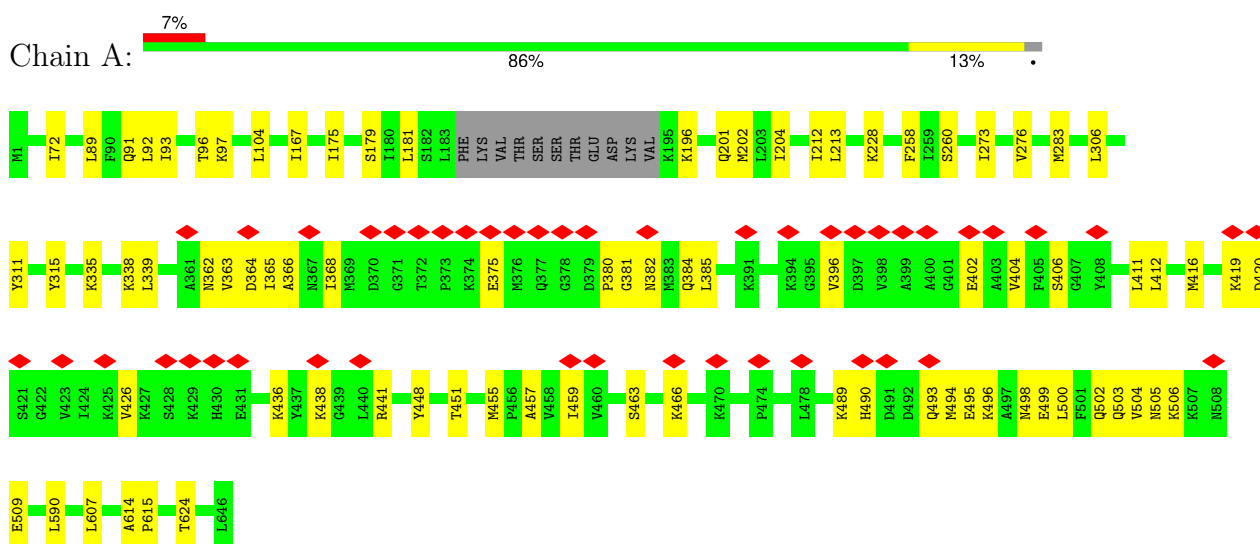 7%
Chain A:
86% 13% •
M1 I72 L89 F90 Q91 L92 I93 T96 K97 L104 I167 I175 S179 I180 L181 S182 L183 PHE LYS VAL THR SER SER THR GLU ASP LYS VAL K195 K196 Q201 M202 L203 I204 I212 L213 K228 F258 I259 S260 I273 V276 M283 L306
Y311 Y315 K335 K338 L339 A361 N362 V363 D364 I365 A366 N367 I368 M369 D370 G371 T372 P373 K374 E375 M376 Q377 G378 D379 P380 G381 N382 M383 Q384 L385 K391 K394 G395 V396 D397 V398 A399 A400 G401 E402 A403 V404 F405 S406 G407 Y408 L411 L412 M416 K419 D420
S421 G422 V423 I424 K425 V426 K427 S428 K429 H430 E431 K436 Y437 K438 G439 L440 R441 Y448 T451 M455 P456 A457 V458 I459 V460 S463 K466 K470 P474 L478 K489 H490 D491 D492 Q493 M494 E495 K496 A497 N498 E499 L500 F501 Q502 Q503 V504 N505 K506 K507 N508
E509 L590 L607 A614 P615 T624 L646